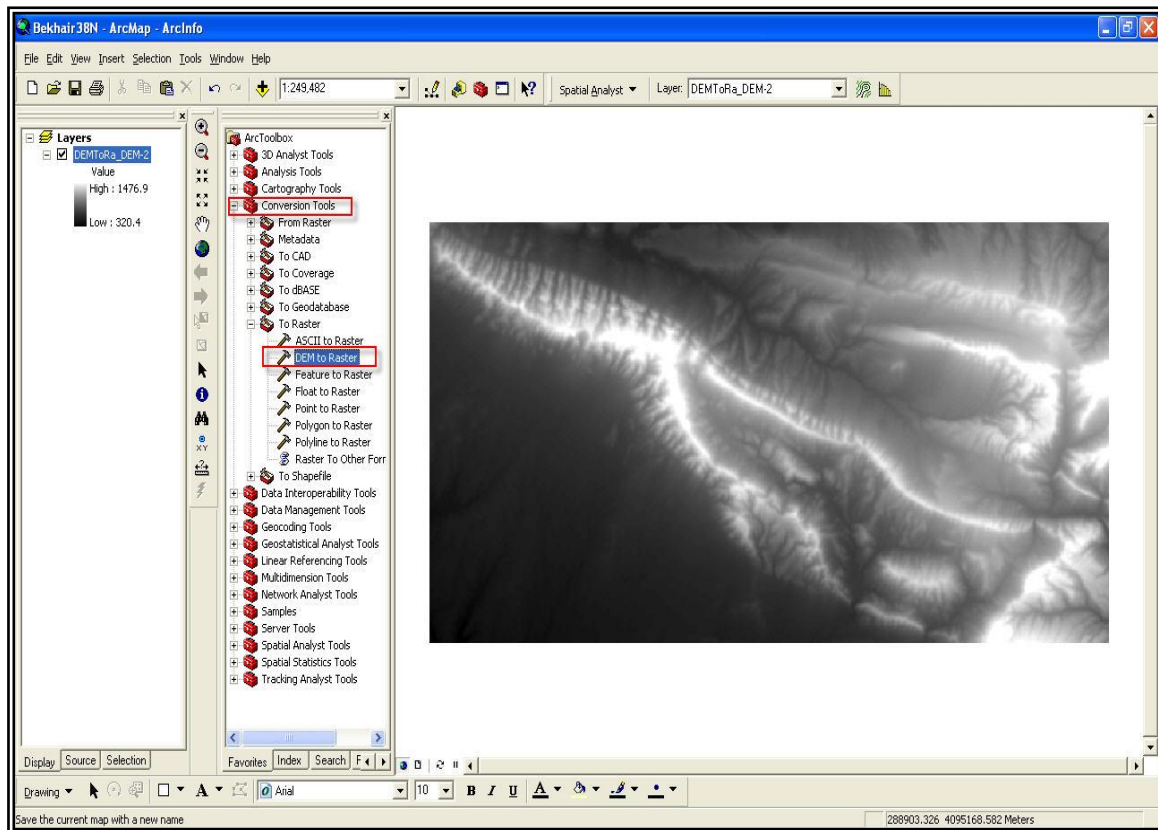 Bekhair38N - ArcMap - ArcInfo
File Edit View Insert Selection Tools Window Help
1:249,482
Spatial Analyst
Layer: DEMToRa_DEM-2
Layers
DEMToRa_DEM-2
Value
High : 1476.9
Low : 320.4
XY
ArcToolbox
3D Analyst Tools
Analysis Tools
Cartography Tools
Conversion Tools
From Raster
Metadata
To CAD
To Coverage
To dBASE
To Geodatabase
To Raster
ASCII to Raster
DEM to Raster
Feature to Raster
Float to Raster
Point to Raster
Polygon to Raster
Polyline to Raster
Raster To Other Forr
To Shapefile
Data Interoperability Tools
Data Management Tools
Geocoding Tools
Geostatistical Analyst Tools
Linear Referencing Tools
Multidimension Tools
Network Analyst Tools
Samples
Server Tools
Spatial Analyst Tools
Spatial Statistics Tools
Tracking Analyst Tools
Display Source Selection
Favorites Index Search F
Drawing A Arial 10 B I U A
Save the current map with a new name
288903.326 4095168.582 Meters